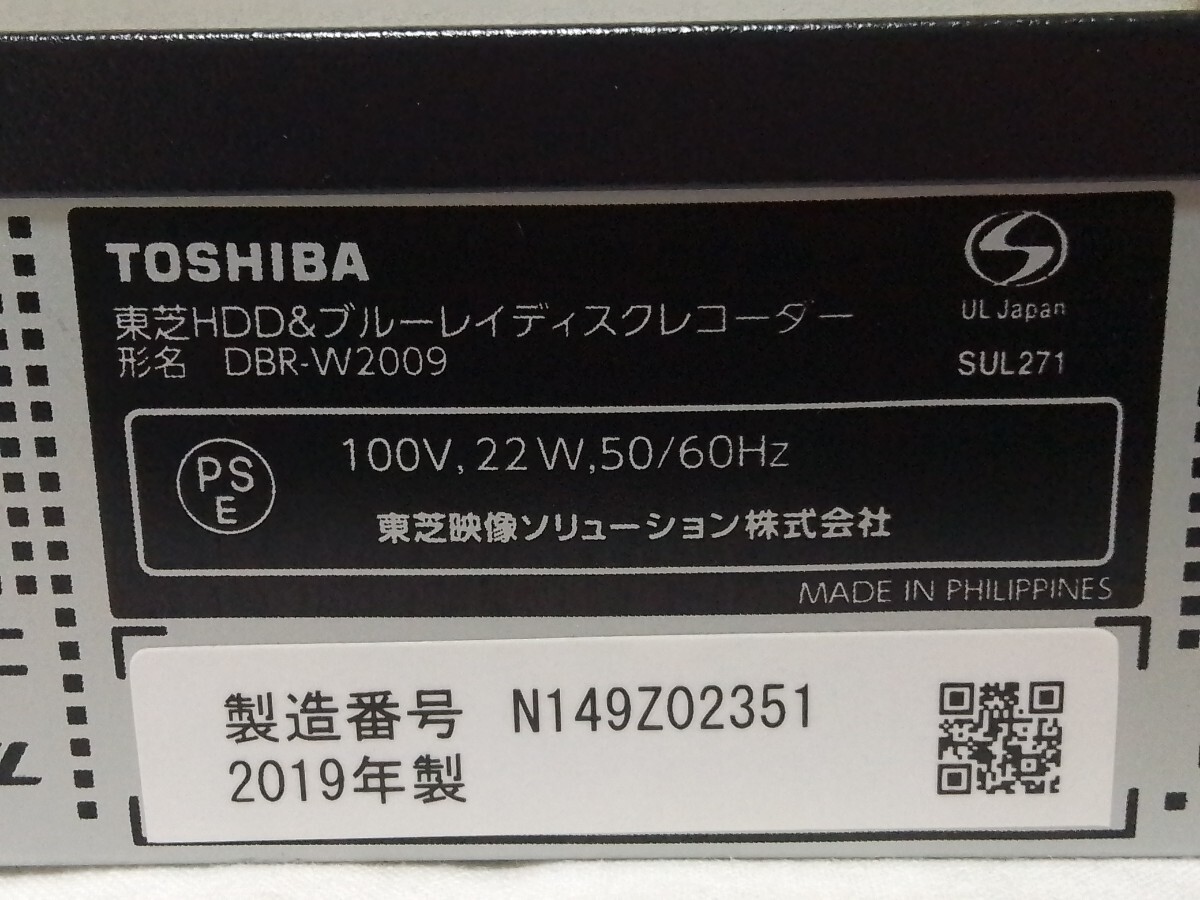 TOSHIBA
東芝HDD&ブルーレイディスクレコーダー
形名 DBR-W2009
UL Japan
SUL271
PS
E
100V,22W,50/60Hz
東芝映像ソリューション株式会社
MADE IN PHILIPPINES
製造番号 N149Z02351
2019年製